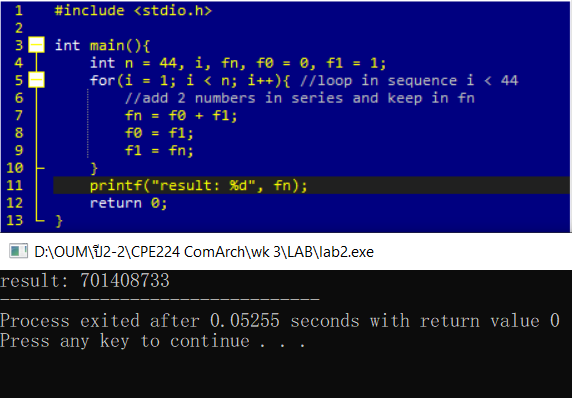 1 #include <stdio.h>
2
3 int main(){
4 int n = 44, i, fn, f0 = 0, f1 = 1;
5 for(i = 1; i < n; i++){ //loop in sequence i < 44
6 //add 2 numbers in series and keep in fn
7 fn = f0 + f1;
8 f0 = f1;
9 f1 = fn;
10 }
11 printf("result: %d", fn);
12 return 0;
13 }
D:\OUM\ปี2-2\CPE224 ComArch\wk 3\LAB\lab2.exe
result: 701408733
--------------------------------
Process exited after 0.05255 seconds with return value 0
Press any key to continue . . .